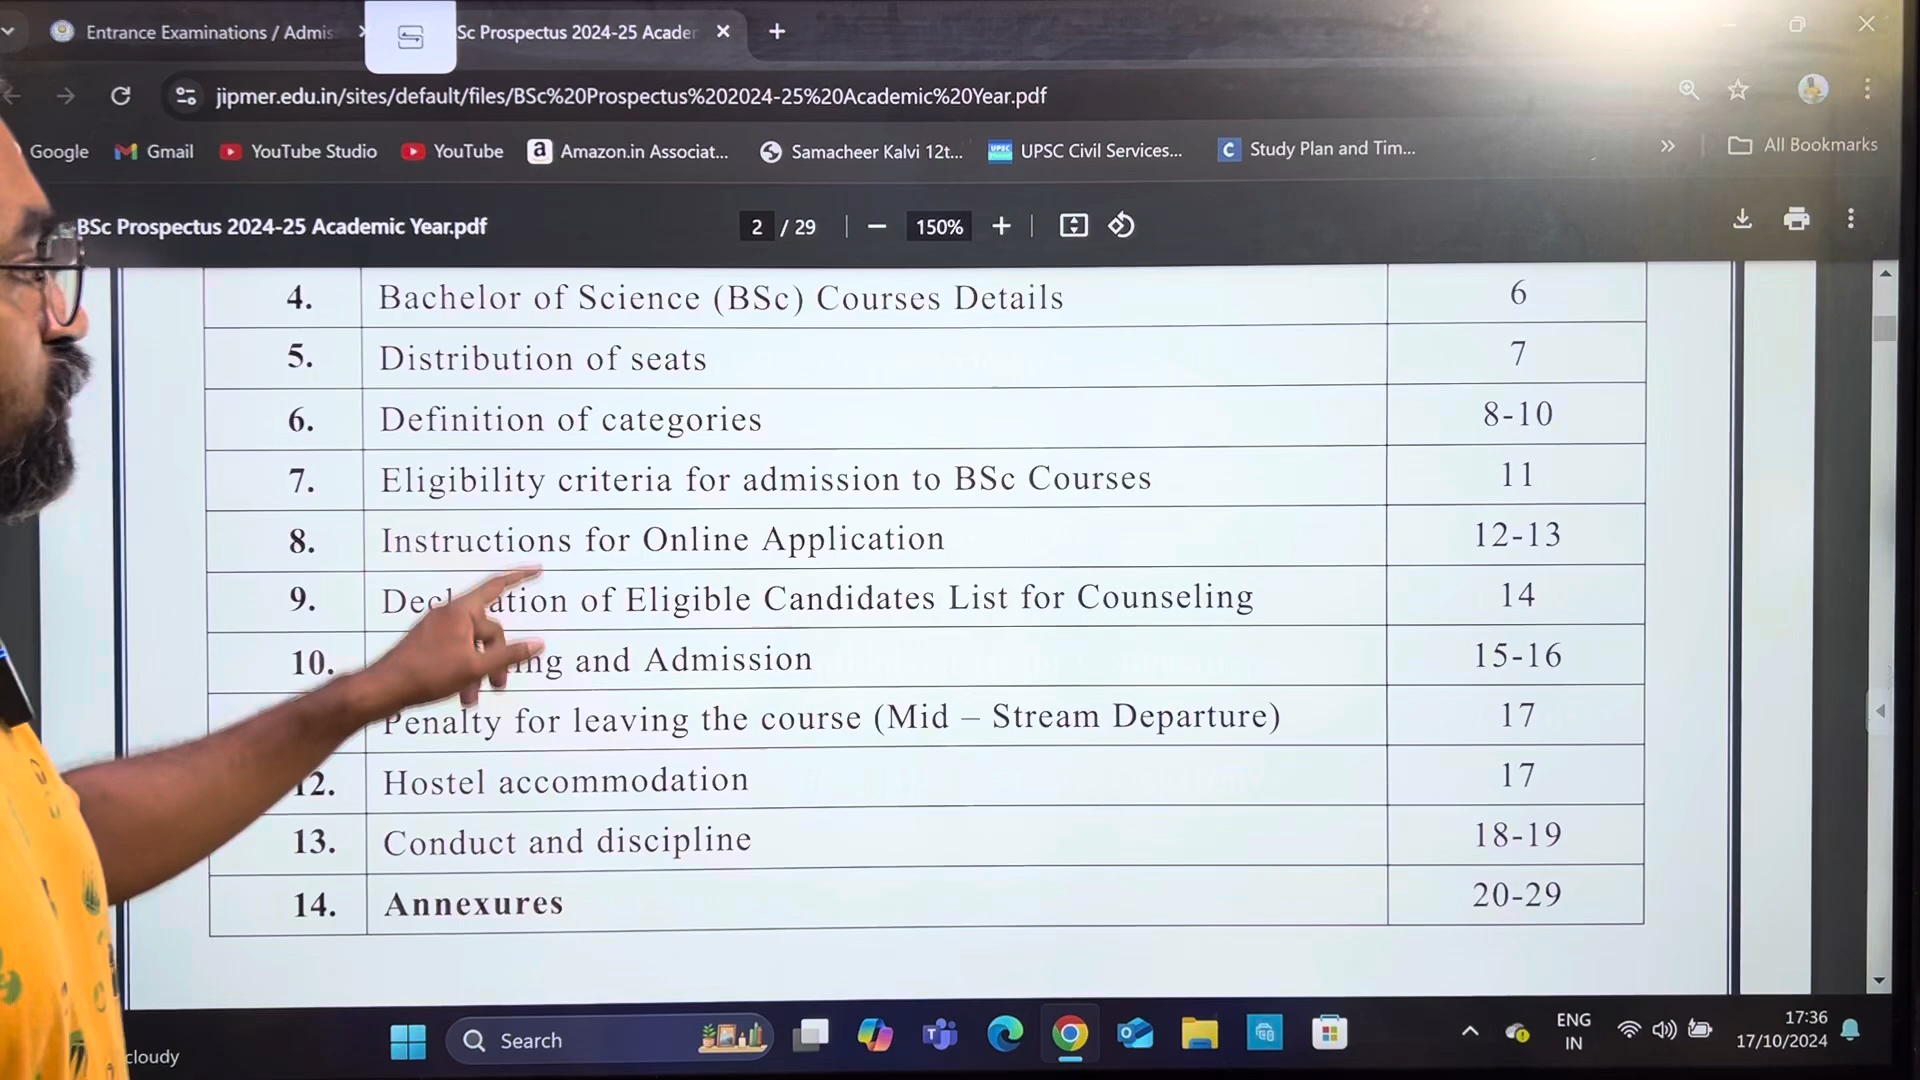 Entrance Examinations / Admis
Sc Prospectus 2024-25 Acader
jipmer.edu.in/sites/default/files/BSc%20Prospectus%202024-25%20Academic%20Year.pdf
Google
Gmail
YouTube Studio
YouTube
Amazon.in Associat...
Samacheer Kalvi 12t...
UPSC Civil Services...
Study Plan and Tim...
All Bookmarks
BSc Prospectus 2024-25 Academic Year.pdf
2 / 29
150%
4. Bachelor of Science (BSc) Courses Details 6
5. Distribution of seats 7
6. Definition of categories 8-10
7. Eligibility criteria for admission to BSc Courses 11
8. Instructions for Online Application 12-13
9. of Eligible Candidates List for Counseling 14
10. and Admission 15-16
Penalty for leaving the course (Mid – Stream Departure) 17
12. Hostel accommodation 17
13. Conduct and discipline 18-19
14. Annexures 20-29
cloudy
Search
ENG
IN
17:36
17/10/2024